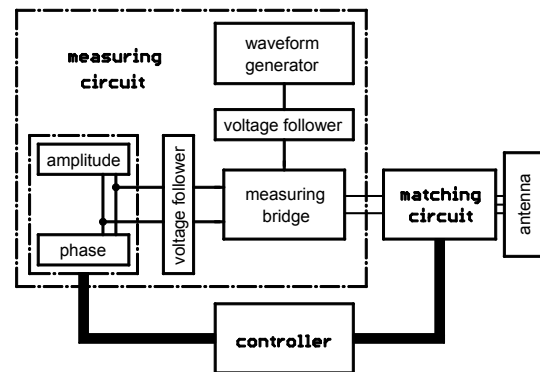 measuring
circuit
waveform
generator
voltage follower
amplitude
phase
voltage follower
measuring
bridge
matching
circuit
antenna
controller